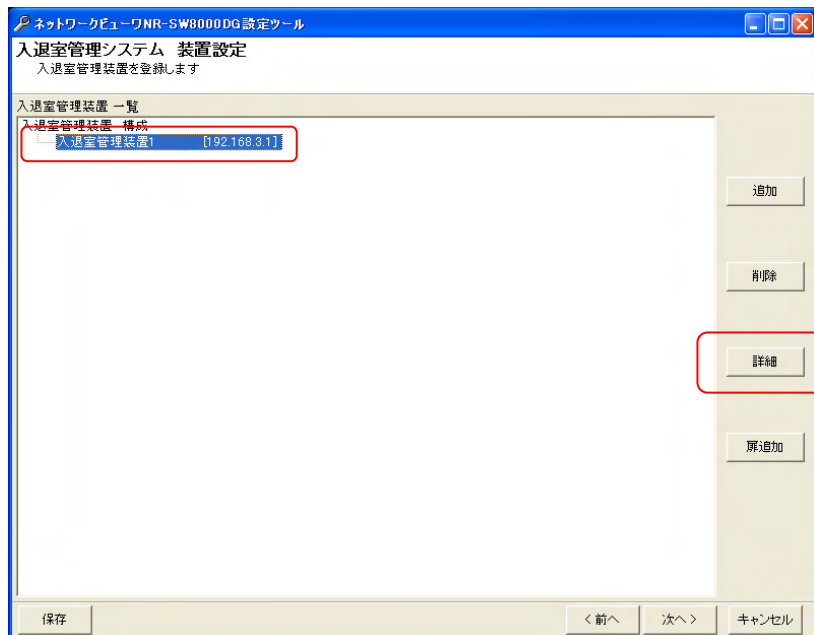 ネットワークビューワNR-SW8000DG設定ツール
入退室管理システム 装置設定
入退室管理装置を登録します
入退室管理装置 一覧
入退室管理装置 構成
入退室管理装置1 [192.168.3.1]
追加
削除
詳細
扉追加
保存
<前へ
次へ>
キャンセル